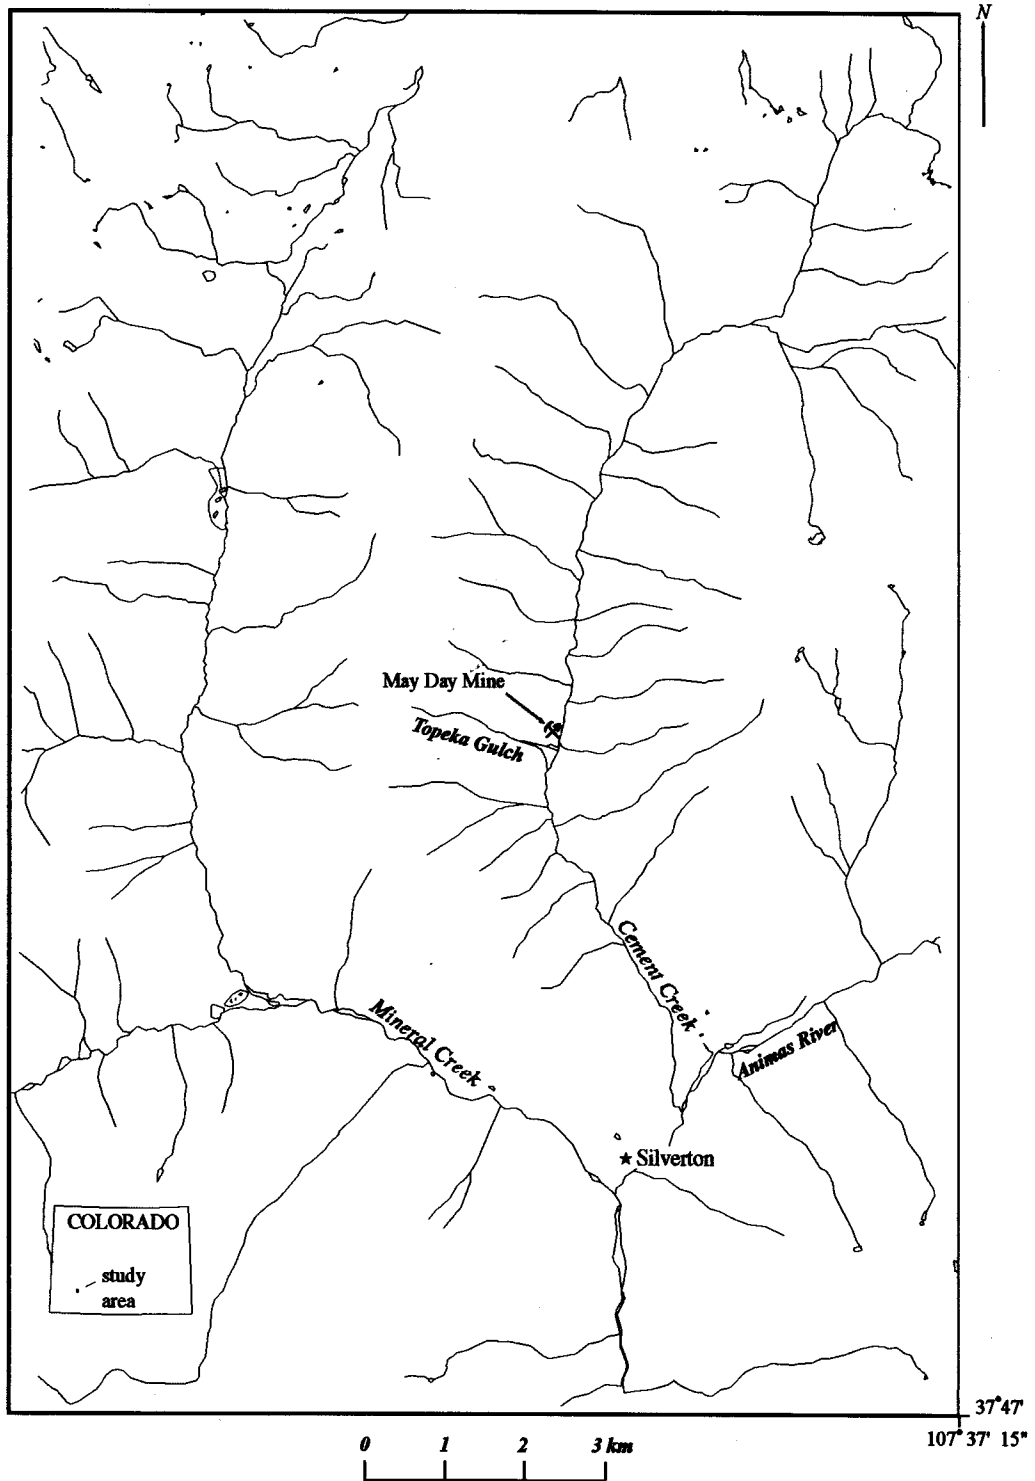 N
May Day Mine
Topeka Gulch
Cement Creek
Mineral Creek
Animas River
★ Silverton
COLORADO
study
area
37°47'
107° 37' 15"
0 1 2 3 km